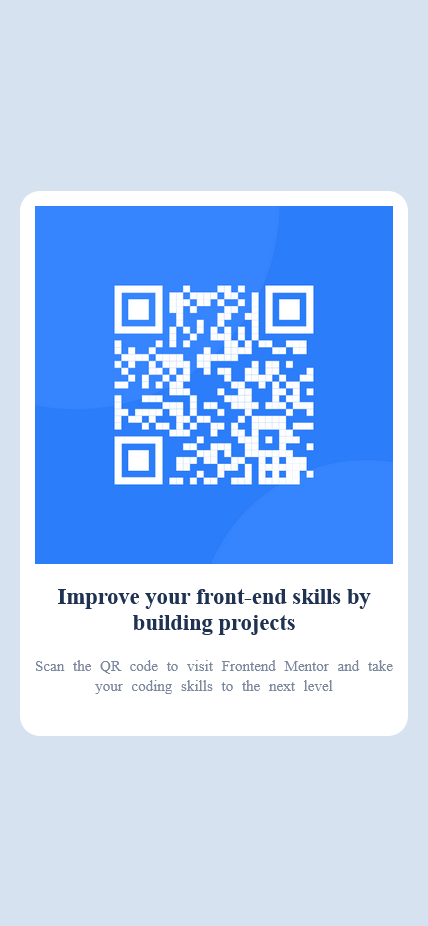 Improve your front-end skills by
building projects
Scan the QR code to visit Frontend Mentor and take
your coding skills to the next level